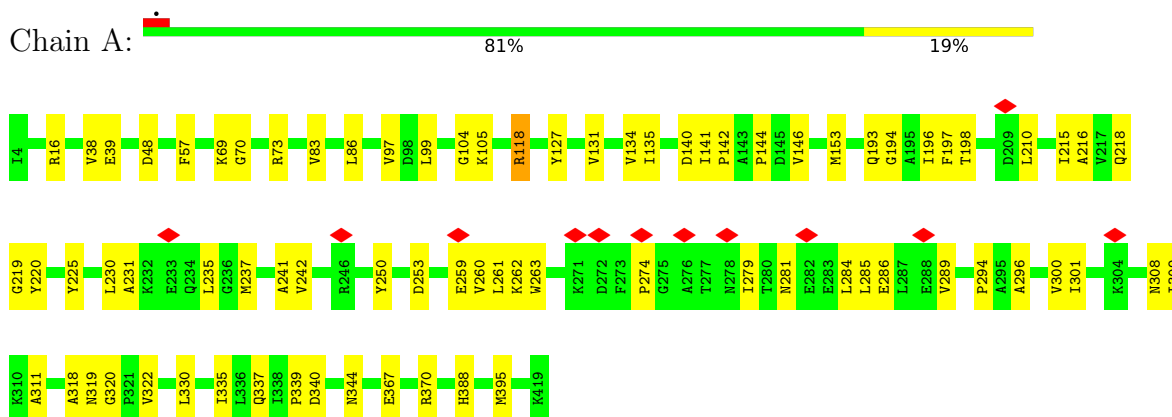 Chain A:
81%
19%
I4 R16 V38 E39 D48 F57 K69 G70 R73 V83 L86 V97 D98 L99 G104 K105 R118 Y127 V131 V134 I135 D140 I141 P142 A143 P144 D145 V146 M153 Q193 G194 A195 I196 F197 T198 D209 L210 I215 A216 V217 Q218
G219 Y220 Y225 L230 A231 K232 E233 Q234 L235 G236 M237 A241 V242 R246 Y250 D253 E259 V260 L261 K262 W263 K271 D272 F273 P274 G275 A276 T277 N278 I279 T280 N281 E282 E283 L284 L285 E286 L287 E288 V289 P294 A295 A296 V300 I301 K304 N308
K310 A311 A318 N319 G320 P321 V322 L330 I335 L336 Q337 I338 P339 D340 N344 E367 R370 H388 M395 K419